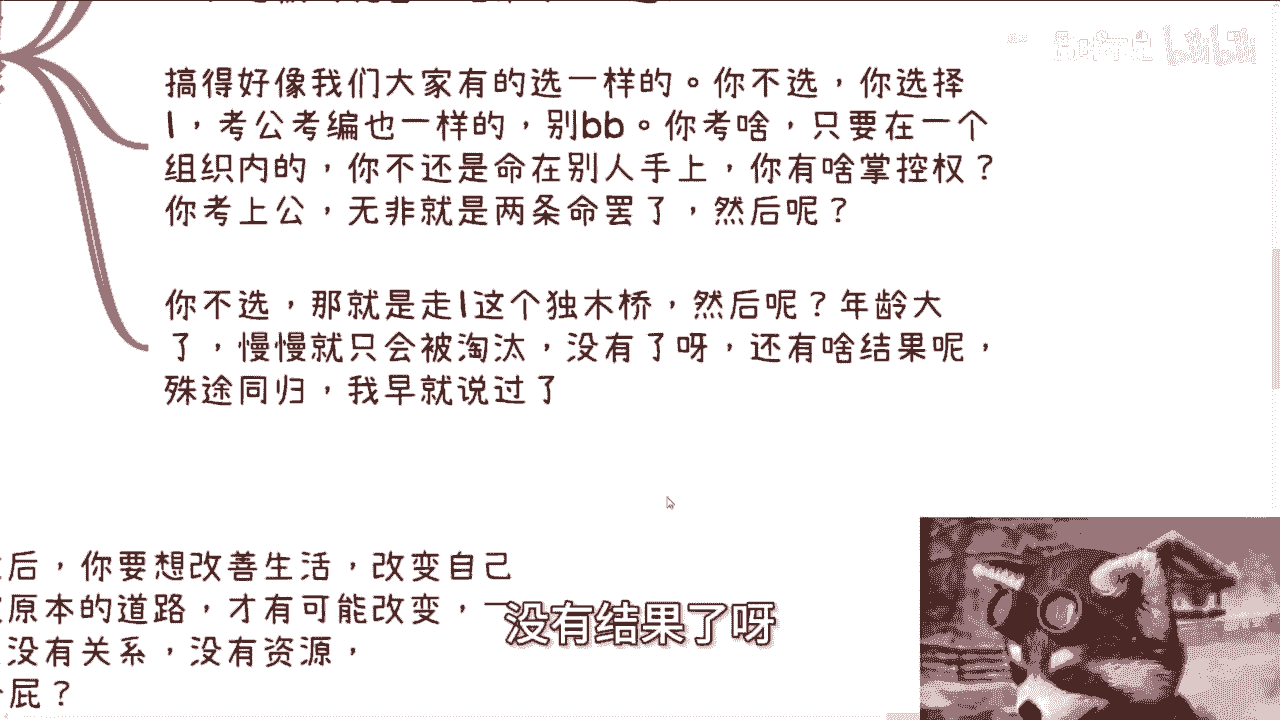 搞得好像我们大家有的选一样的。你不选，你选择
1，考公考编也一样的，别bb。你考啥，只要在一个
组织内的，你不还是命在别人手上，你有啥掌控权？
你考上公，无非就是两条命罢了，然后呢？
你不选，那就是走1这个独木桥，然后呢？年龄大
了，慢慢就只会被淘汰，没有了呀，还有啥结果呢，
殊途同归，我早就说过了
后，你要想改善生活，改变自己
原本的道路，才有可能改变，一
没有关系，没有资源，
屁？
没有结果了呀
bilibili